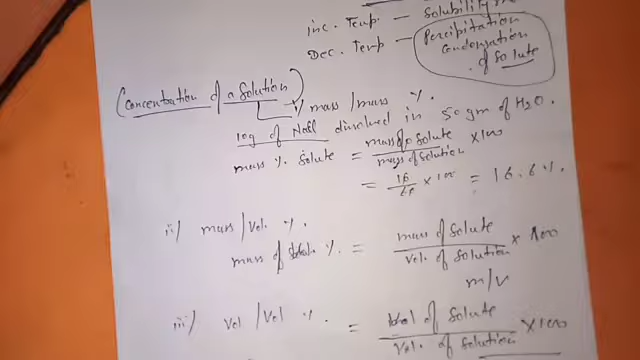 inc. Temp. — Solubility
Dec. Temp — Percipitation
Condensation
of Solute
Concentration of a Solution
i) mass/mass %.
10g of NaCl dissolved in 50 gm of H2O.
mass % solute = mass of solute / mass of solution × 100
= 10/60 × 100 = 16.6 %.
ii) mass/Vol. %.
mass of %. = mass of solute / vol. of solution × 100
m/v
iii) Vol/Vol %. = of solute / Vol. of solution × 100